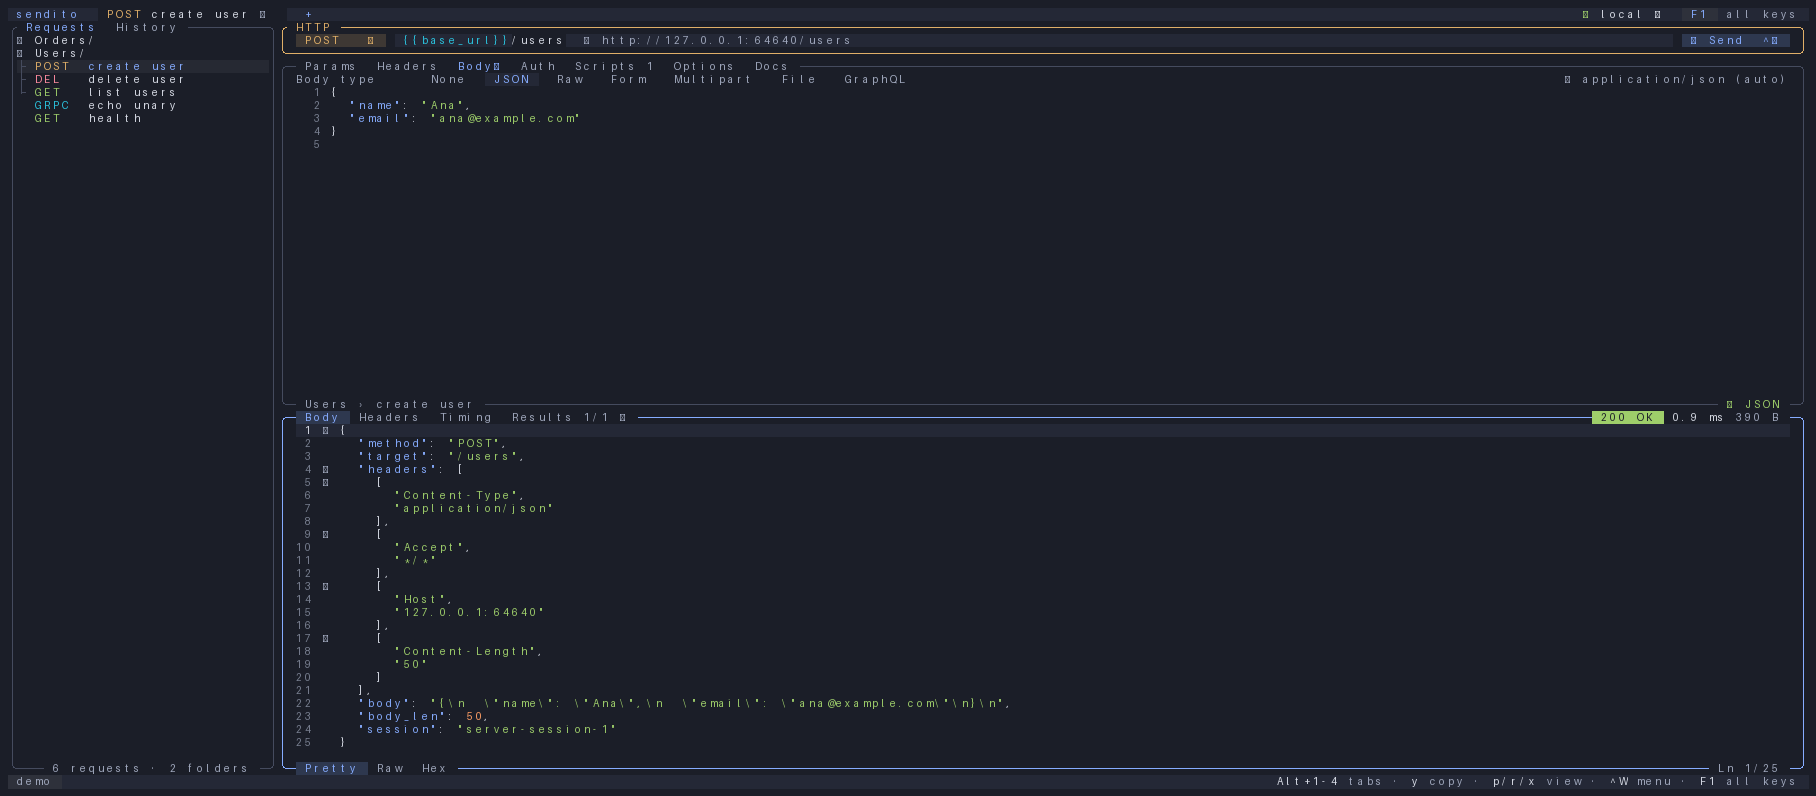 sendito POST create user + local F1 all keys
Requests History
Orders/
Users/
POST create user
DEL delete user
GET list users
GRPC echo unary
GET health
6 requests · 2 folders
HTTP
POST {{base_url}}/users http://127.0.0.1:64640/users Send ^
Params Headers Body Auth Scripts 1 Options Docs
Body type None JSON Raw Form Multipart File GraphQL application/json (auto)
1 {
2 "name": "Ana",
3 "email": "ana@example.com"
4 }
5
Users › create user JSON
Body Headers Timing Results 1/1 200 OK 0.9 ms 390 B
1 {
2 "method": "POST",
3 "target": "/users",
4 "headers": [
5 [
6 "Content-Type",
7 "application/json"
8 ],
9 [
10 "Accept",
11 "*/*"
12 ],
13 [
14 "Host",
15 "127.0.0.1:64640"
16 ],
17 [
18 "Content-Length",
19 "50"
20 ]
21 ],
22 "body": "{\n  \"name\": \"Ana\",\n  \"email\": \"ana@example.com\"\n}\n",
23 "body_len": 50,
24 "session": "server-session-1"
25 }
Pretty Raw Hex Ln 1/25
demo Alt+1-4 tabs · y copy · p/r/x view · ^W menu · F1 all keys